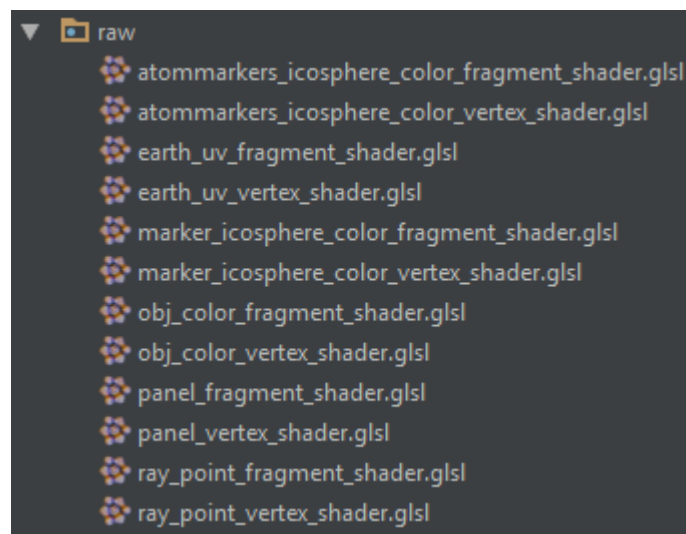 raw
atommarkers_icosphere_color_fragment_shader.glsl
atommarkers_icosphere_color_vertex_shader.glsl
earth_uv_fragment_shader.glsl
earth_uv_vertex_shader.glsl
marker_icosphere_color_fragment_shader.glsl
marker_icosphere_color_vertex_shader.glsl
obj_color_fragment_shader.glsl
obj_color_vertex_shader.glsl
panel_fragment_shader.glsl
panel_vertex_shader.glsl
ray_point_fragment_shader.glsl
ray_point_vertex_shader.glsl